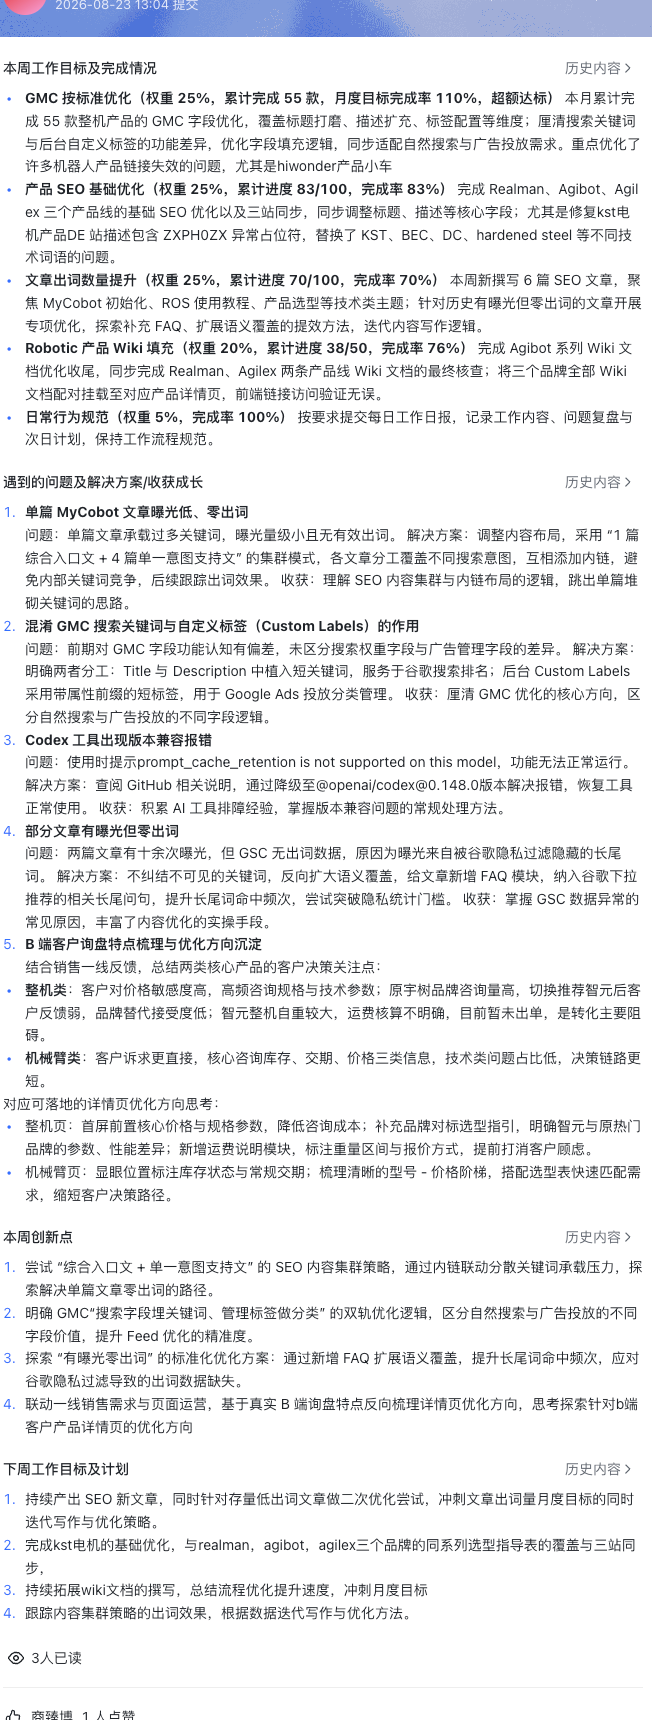 2026-08-23 13:04 提交
本周工作目标及完成情况 历史内容 >
• GMC 按标准优化（权重 25%，累计完成 55 款，月度目标完成率 110%，超额达标） 本月累计完
成 55 款整机产品的 GMC 字段优化，覆盖标题打磨、描述扩充、标签配置等维度；厘清搜索关键词
与后台自定义标签的功能差异，优化字段填充逻辑，同步适配自然搜索与广告投放需求。重点优化了
许多机器人产品链接失效的问题，尤其是hiwonder产品小车
• 产品 SEO 基础优化（权重 25%，累计进度 83/100，完成率 83%） 完成 Realman、Agibot、Agil
ex 三个产品线的基础 SEO 优化以及三站同步，同步调整标题、描述等核心字段；尤其是修复kst电
机产品DE 站描述包含 ZXPH0ZX 异常占位符，替换了 KST、BEC、DC、hardened steel 等不同技
术词语的问题。
• 文章出词数量提升（权重 25%，累计进度 70/100，完成率 70%） 本周新撰写 6 篇 SEO 文章，聚
焦 MyCobot 初始化、ROS 使用教程、产品选型等技术类主题；针对历史有曝光但零出词的文章开展
专项优化，探索补充 FAQ、扩展语义覆盖的提效方法，迭代内容写作逻辑。
• Robotic 产品 Wiki 填充（权重 20%，累计进度 38/50，完成率 76%） 完成 Agibot 系列 Wiki 文
档优化收尾，同步完成 Realman、Agilex 两条产品线 Wiki 文档的最终核查；将三个品牌全部 Wiki
文档配对挂载至对应产品详情页，前端链接访问验证无误。
• 日常行为规范（权重 5%，完成率 100%） 按要求提交每日工作日报，记录工作内容、问题复盘与
次日计划，保持工作流程规范。
遇到的问题及解决方案/收获成长 历史内容 >
1. 单篇 MyCobot 文章曝光低、零出词
问题：单篇文章承载过多关键词，曝光量级小且无有效出词。 解决方案：调整内容布局，采用 “1 篇
综合入口文 + 4 篇单一意图支持文” 的集群模式，各文章分工覆盖不同搜索意图，互相添加内链，避
免内部关键词竞争，后续跟踪出词效果。 收获：理解 SEO 内容集群与内链布局的逻辑，跳出单篇堆
砌关键词的思路。
2. 混淆 GMC 搜索关键词与自定义标签（Custom Labels）的作用
问题：前期对 GMC 字段功能认知有偏差，未区分搜索权重字段与广告管理字段的差异。 解决方案：
明确两者分工：Title 与 Description 中植入短关键词，服务于谷歌搜索排名；后台 Custom Labels
采用带属性前缀的短标签，用于 Google Ads 投放分类管理。 收获：厘清 GMC 优化的核心方向，区
分自然搜索与广告投放的不同字段逻辑。
3. Codex 工具出现版本兼容报错
问题：使用时提示prompt_cache_retention is not supported on this model，功能无法正常运行。
解决方案：查阅 GitHub 相关说明，通过降级至@openai/codex@0.148.0版本解决报错，恢复工具
正常使用。 收获：积累 AI 工具排障经验，掌握版本兼容问题的常规处理方法。
4. 部分文章有曝光但零出词
问题：两篇文章有十余次曝光，但 GSC 无出词数据，原因为曝光来自被谷歌隐私过滤隐藏的长尾
词。 解决方案：不纠结不可见的关键词，反向扩大语义覆盖，给文章新增 FAQ 模块，纳入谷歌下拉
推荐的相关长尾问句，提升长尾词命中频次，尝试突破隐私统计门槛。 收获：掌握 GSC 数据异常的
常见原因，丰富了内容优化的实操手段。
5. B 端客户询盘特点梳理与优化方向沉淀
结合销售一线反馈，总结两类核心产品的客户决策关注点：
• 整机类：客户对价格敏感度高，高频咨询规格与技术参数；原宇树品牌咨询量高，切换推荐智元后客
户反馈弱，品牌替代接受度低；智元整机自重较大，运费核算不明确，目前暂未出单，是转化主要阻
碍。
• 机械臂类：客户诉求更直接，核心咨询库存、交期、价格三类信息，技术类问题占比低，决策链路更
短。
对应可落地的详情页优化方向思考：
• 整机页：首屏前置核心价格与规格参数，降低咨询成本；补充品牌对标选型指引，明确智元与原热门
品牌的参数、性能差异；新增运费说明模块，标注重量区间与报价方式，提前打消客户顾虑。
• 机械臂页：显眼位置标注库存状态与常规交期；梳理清晰的型号 - 价格阶梯，搭配选型表快速匹配需
求，缩短客户决策路径。
本周创新点 历史内容 >
1. 尝试 “综合入口文 + 单一意图支持文” 的 SEO 内容集群策略，通过内链联动分散关键词承载压力，探
索解决单篇文章零出词的路径。
2. 明确 GMC“搜索字段埋关键词、管理标签做分类” 的双轨优化逻辑，区分自然搜索与广告投放的不同
字段价值，提升 Feed 优化的精准度。
3. 探索 “有曝光零出词” 的标准化优化方案：通过新增 FAQ 扩展语义覆盖，提升长尾词命中频次，应对
谷歌隐私过滤导致的出词数据缺失。
4. 联动一线销售需求与页面运营，基于真实 B 端询盘特点反向梳理详情页优化方向，思考探索针对b端
客户产品详情页的优化方向
下周工作目标及计划 历史内容 >
1. 持续产出 SEO 新文章，同时针对存量低出词文章做二次优化尝试，冲刺文章出词量月度目标的同时
迭代写作与优化策略。
2. 完成kst电机的基础优化，与realman，agibot，agilex三个品牌的同系列选型指导表的覆盖与三站同
步，
3. 持续拓展wiki文档的撰写，总结流程优化提升速度，冲刺月度目标
4. 跟踪内容集群策略的出词效果，根据数据迭代写作与优化方法。
3人已读
商臻博 1 人点赞